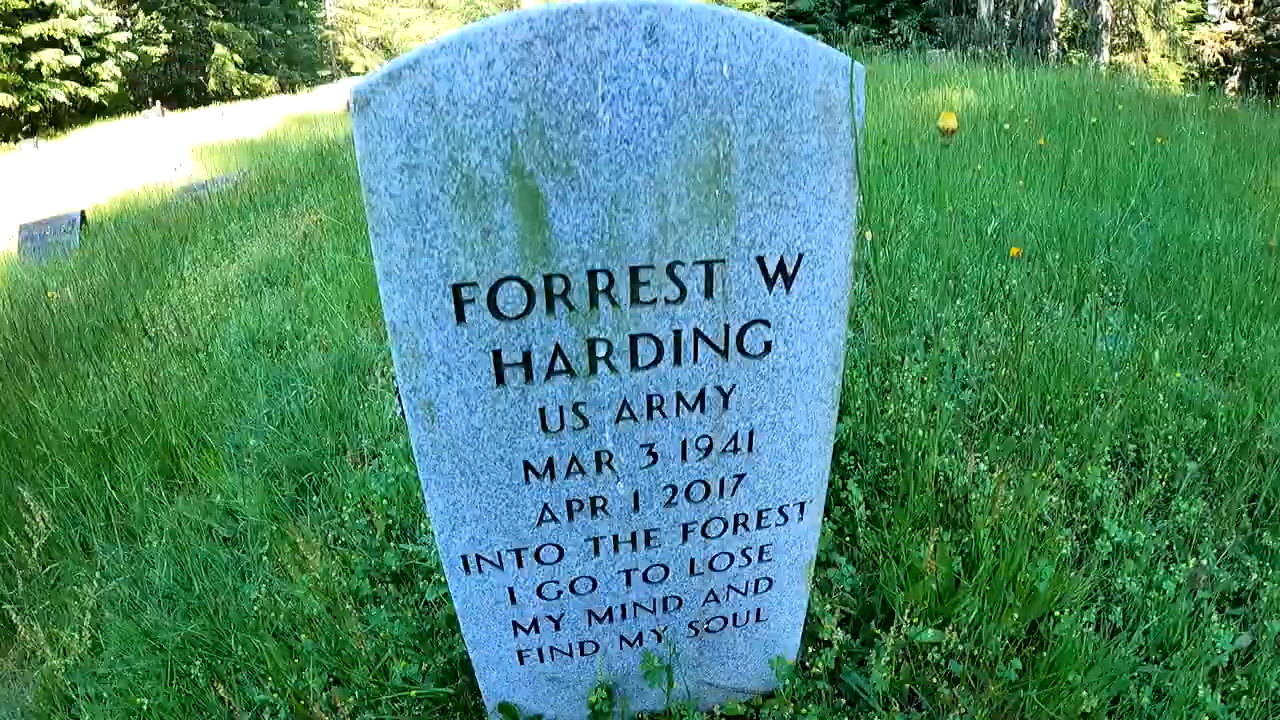 FORREST W
HARDING
US ARMY
MAR 3 1941
APR 1 2017
INTO THE FOREST
I GO TO LOSE
MY MIND AND
FIND MY SOUL